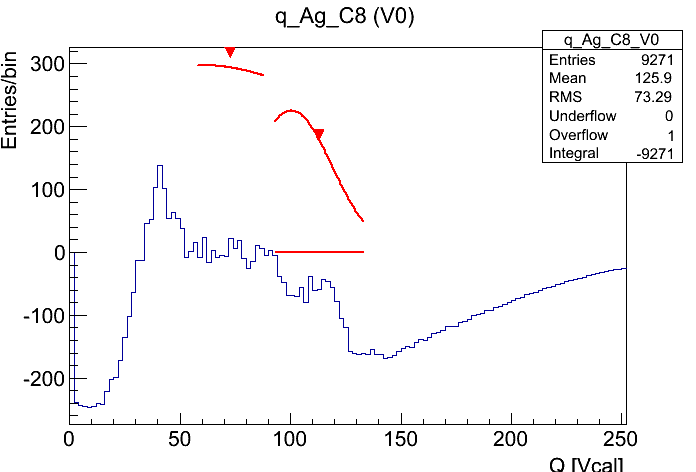 q_Ag_C8 (V0)
q_Ag_C8_V0
Entries 9271
Mean 125.9
RMS 73.29
Underflow 0
Overflow 1
Integral -9271
Entries/bin
300
200
100
0
-100
-200
0 50 100 150 200 250
Q [Vcal]